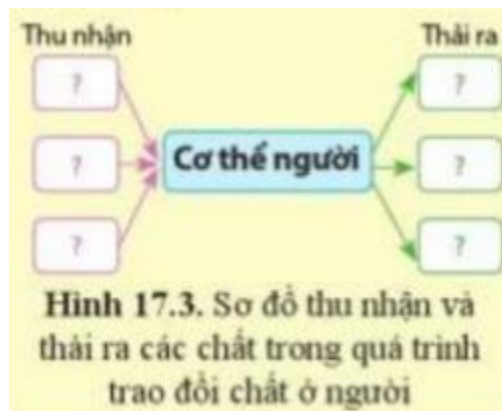 Thu nhận
Thải ra
?
?
?
Cơ thể người
?
?
?
Hình 17.3. Sơ đồ thu nhận và
thải ra các chất trong quá trình
trao đổi chất ở người